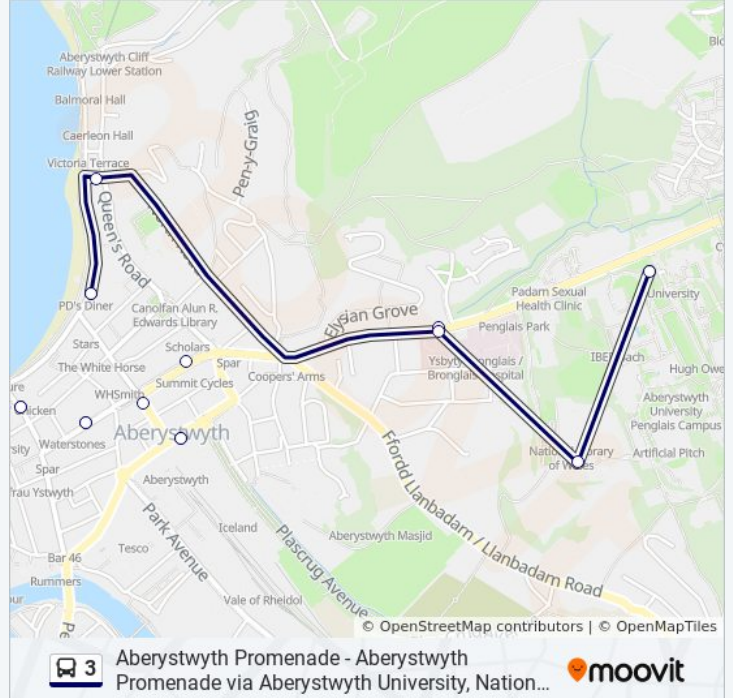 Aberystwyth Cliff
Railway Lower Station
Balmoral Hall
Caerleon Hall
Victoria Terrace
Pen-y-Graig
Queen's Road
PD's Diner
Canolfan Alun R.
Edwards Library
Elysian Grove
Padarn Sexual
Health Clinic
Penglais Park
University
Stars
Scholars
The White Horse
Spar
Summit Cycles
Coopers' Arms
Ysbyty
Bronglais Hospital
Hugh Owe
WHSmith
Aberystwyth
University
Penglais Campus
Waterstones
Aberystwyth
National Library
of Wales
Artificial Pitch
Spar
rau Ystwyth
Aberystwyth
Ffordd Llanbadarn / Llanbadarn Road
Iceland
Aberystwyth Masjid
Park Avenue
Plascrug Avenue
Tesco
Bar 46
Rummers
Vale of Rheidol
© OpenStreetMap contributors | © OpenMapTiles
3
Aberystwyth Promenade - Aberystwyth
Promenade via Aberystwyth University, Nation...
moovit